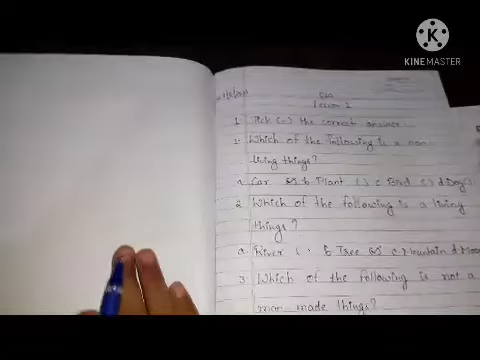 KINEMASTER
Lesson 1
1. Tick (✓) the correct answer.
1. Which of the following is a non
living things?
a. Car b. Plant ( ) c Bird ( ) d Dog ( )
2. Which of the following is a living
things?
a. River ( ) b Tree c. Mountain d Moon
3. Which of the following is not a
man made things?